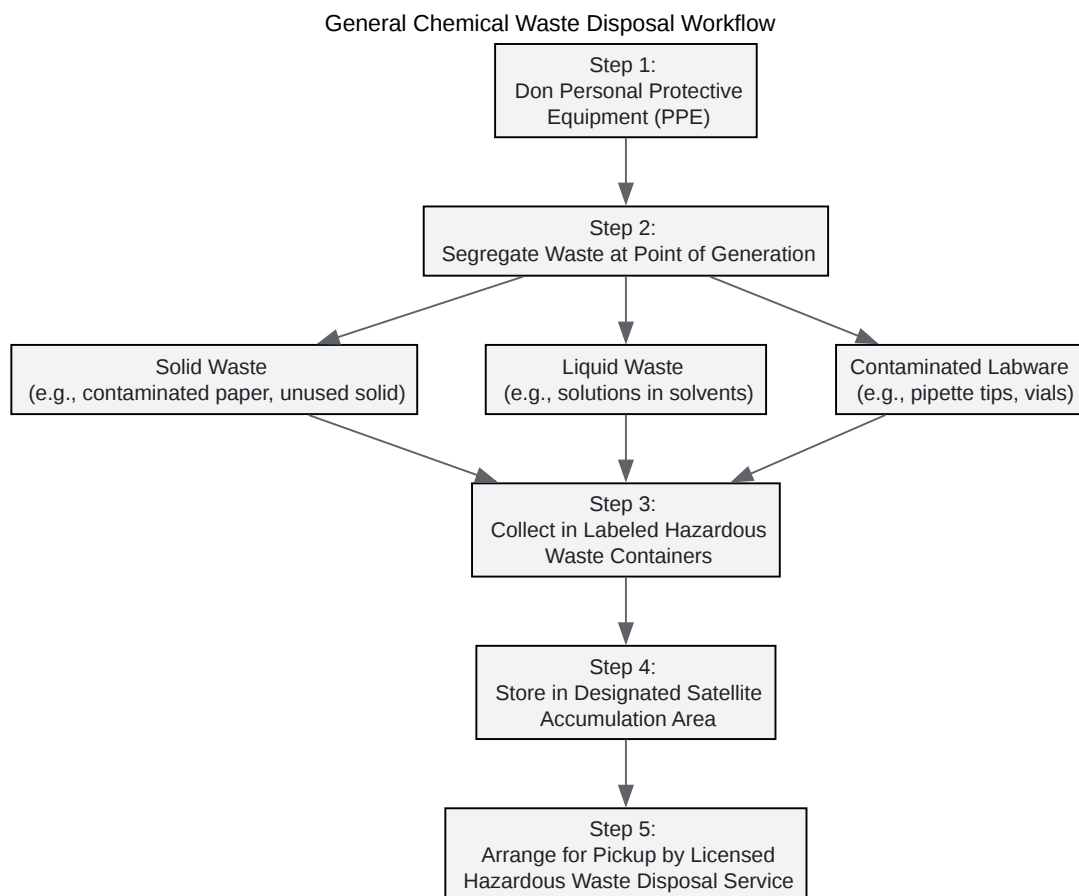 General Chemical Waste Disposal Workflow
Step 1:
Don Personal Protective
Equipment (PPE)
Step 2:
Segregate Waste at Point of Generation
Solid Waste
(e.g., contaminated paper, unused solid)
Liquid Waste
(e.g., solutions in solvents)
Contaminated Labware
(e.g., pipette tips, vials)
Step 3:
Collect in Labeled Hazardous
Waste Containers
Step 4:
Store in Designated Satellite
Accumulation Area
Step 5:
Arrange for Pickup by Licensed
Hazardous Waste Disposal Service